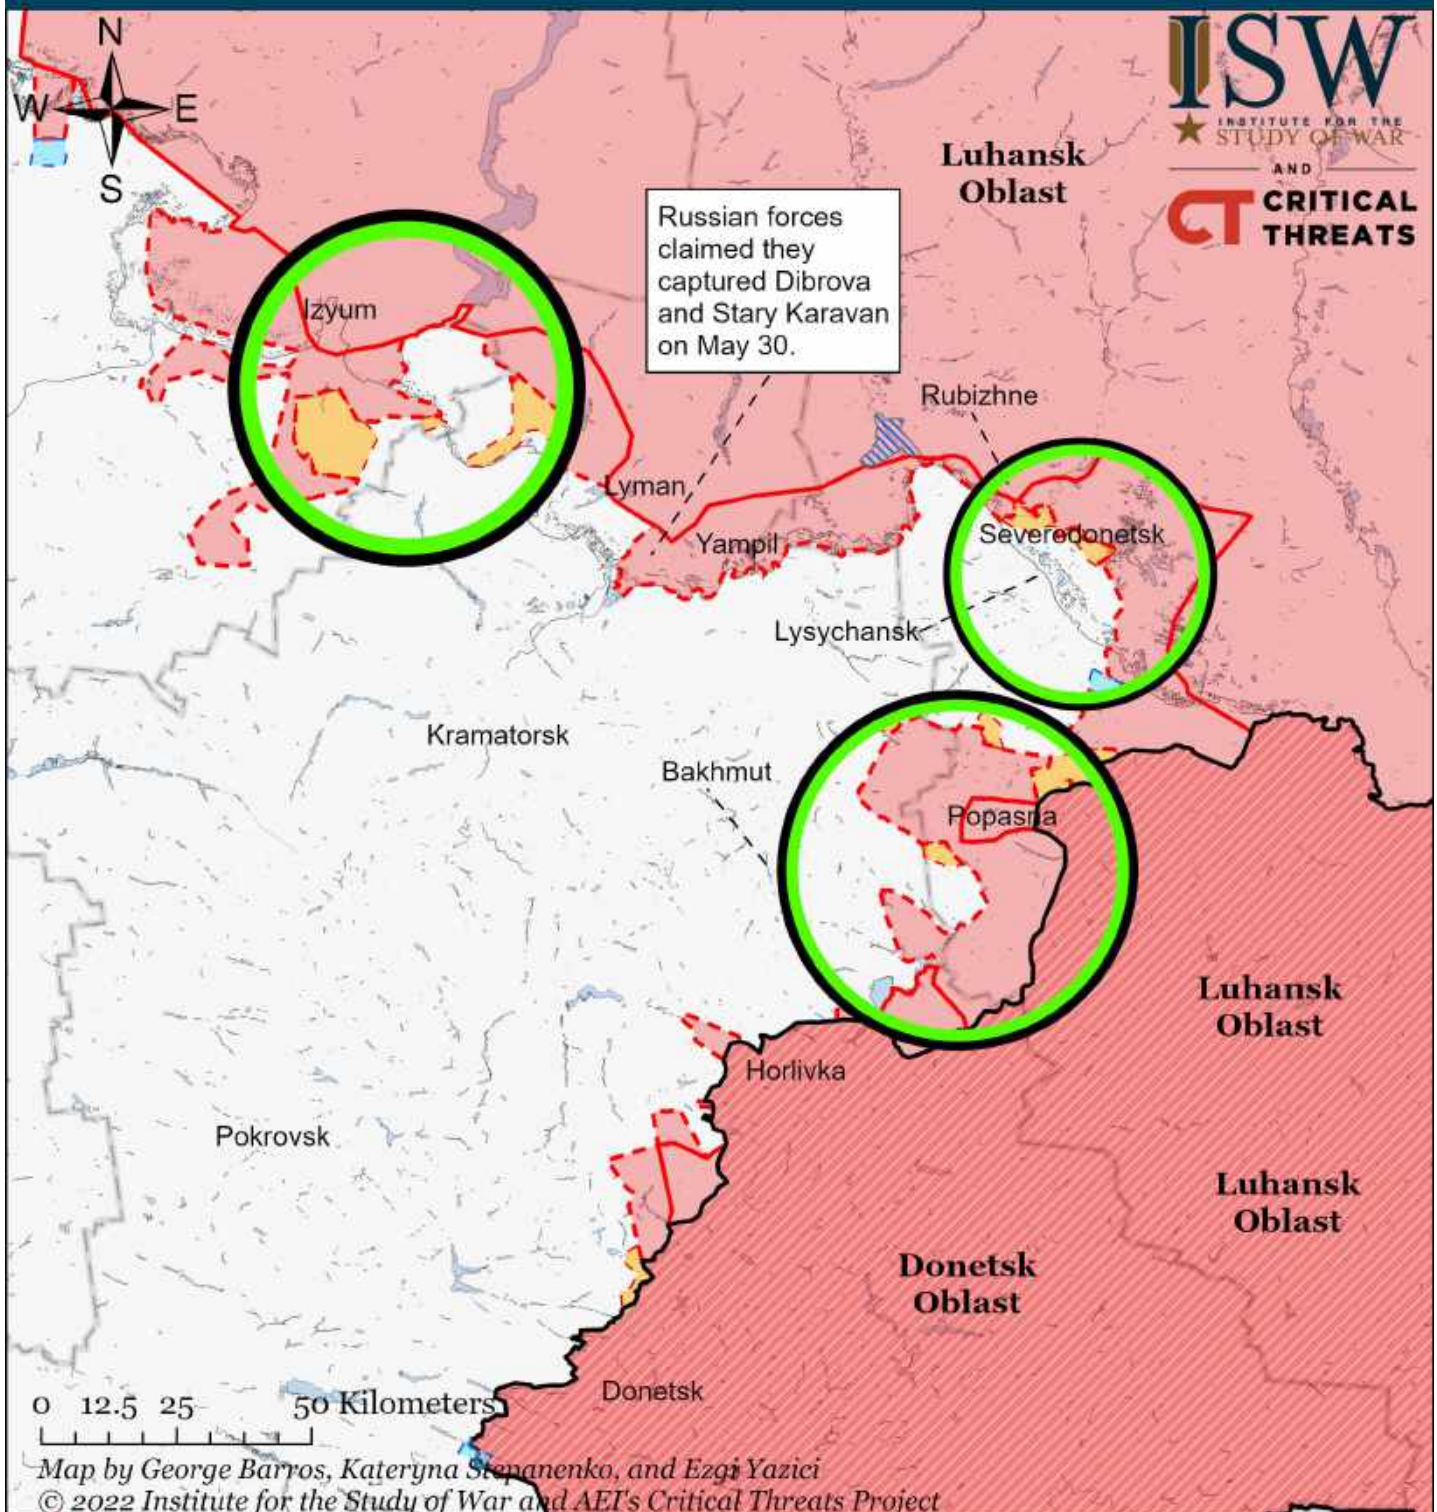 N
W
E
S
ISW
INSTITUTE FOR THE
STUDY OF WAR
AND
CT CRITICAL
THREATS
Luhansk
Oblast
Russian forces
claimed they
captured Dibrova
and Stary Karavan
on May 30.
Izyum
Rubizhne
Lyman
Yampil
Severedonetsk
Lysychansk
Kramatorsk
Bakhmut
Popasna
Luhansk
Oblast
Horlivka
Pokrovsk
Luhansk
Oblast
Donetsk
Oblast
Donetsk
0 12.5 25 50 Kilometers
Map by George Barros, Kateryna Stepanenko, and Ezgi Yazici
© 2022 Institute for the Study of War and AEI's Critical Threats Project